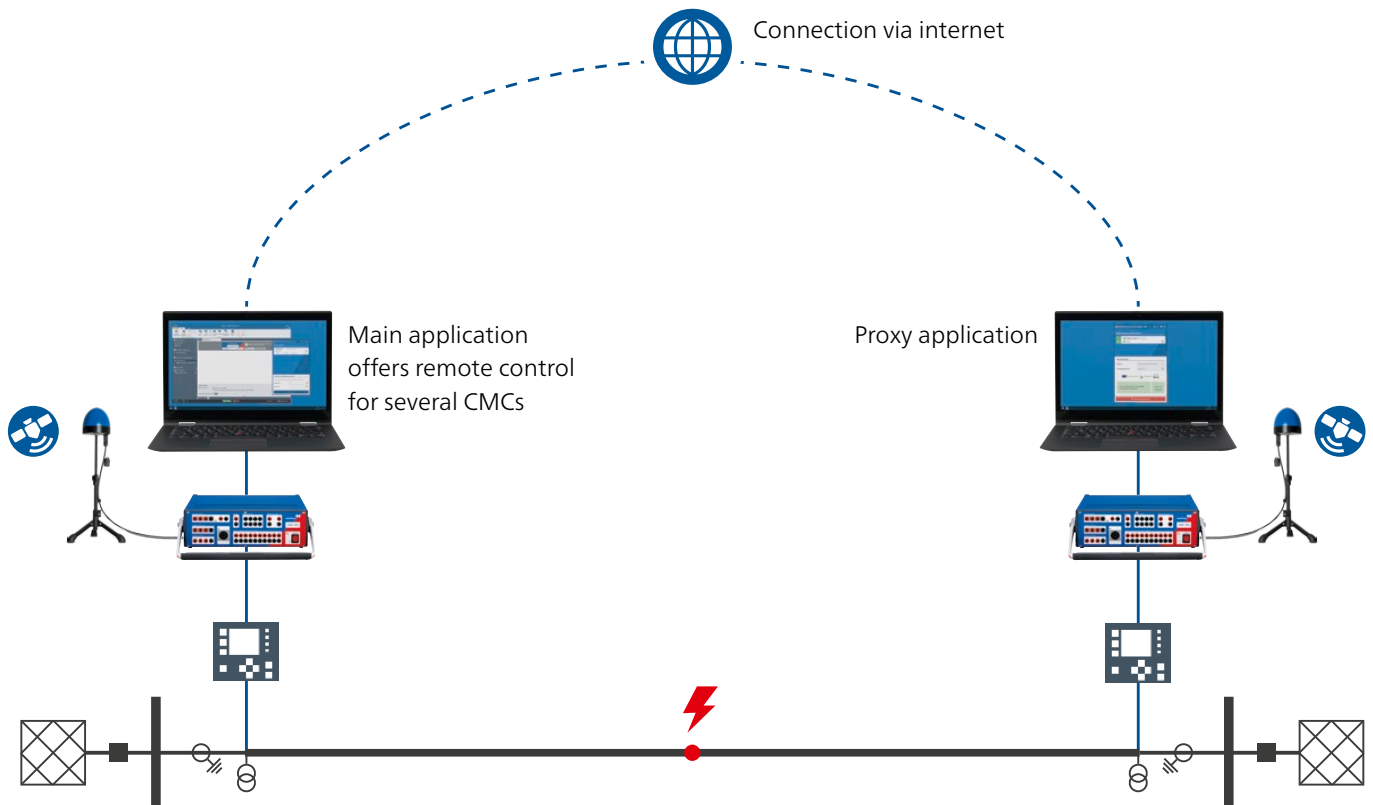 Connection via internet
Main application
offers remote control
for several CMCs
Proxy application